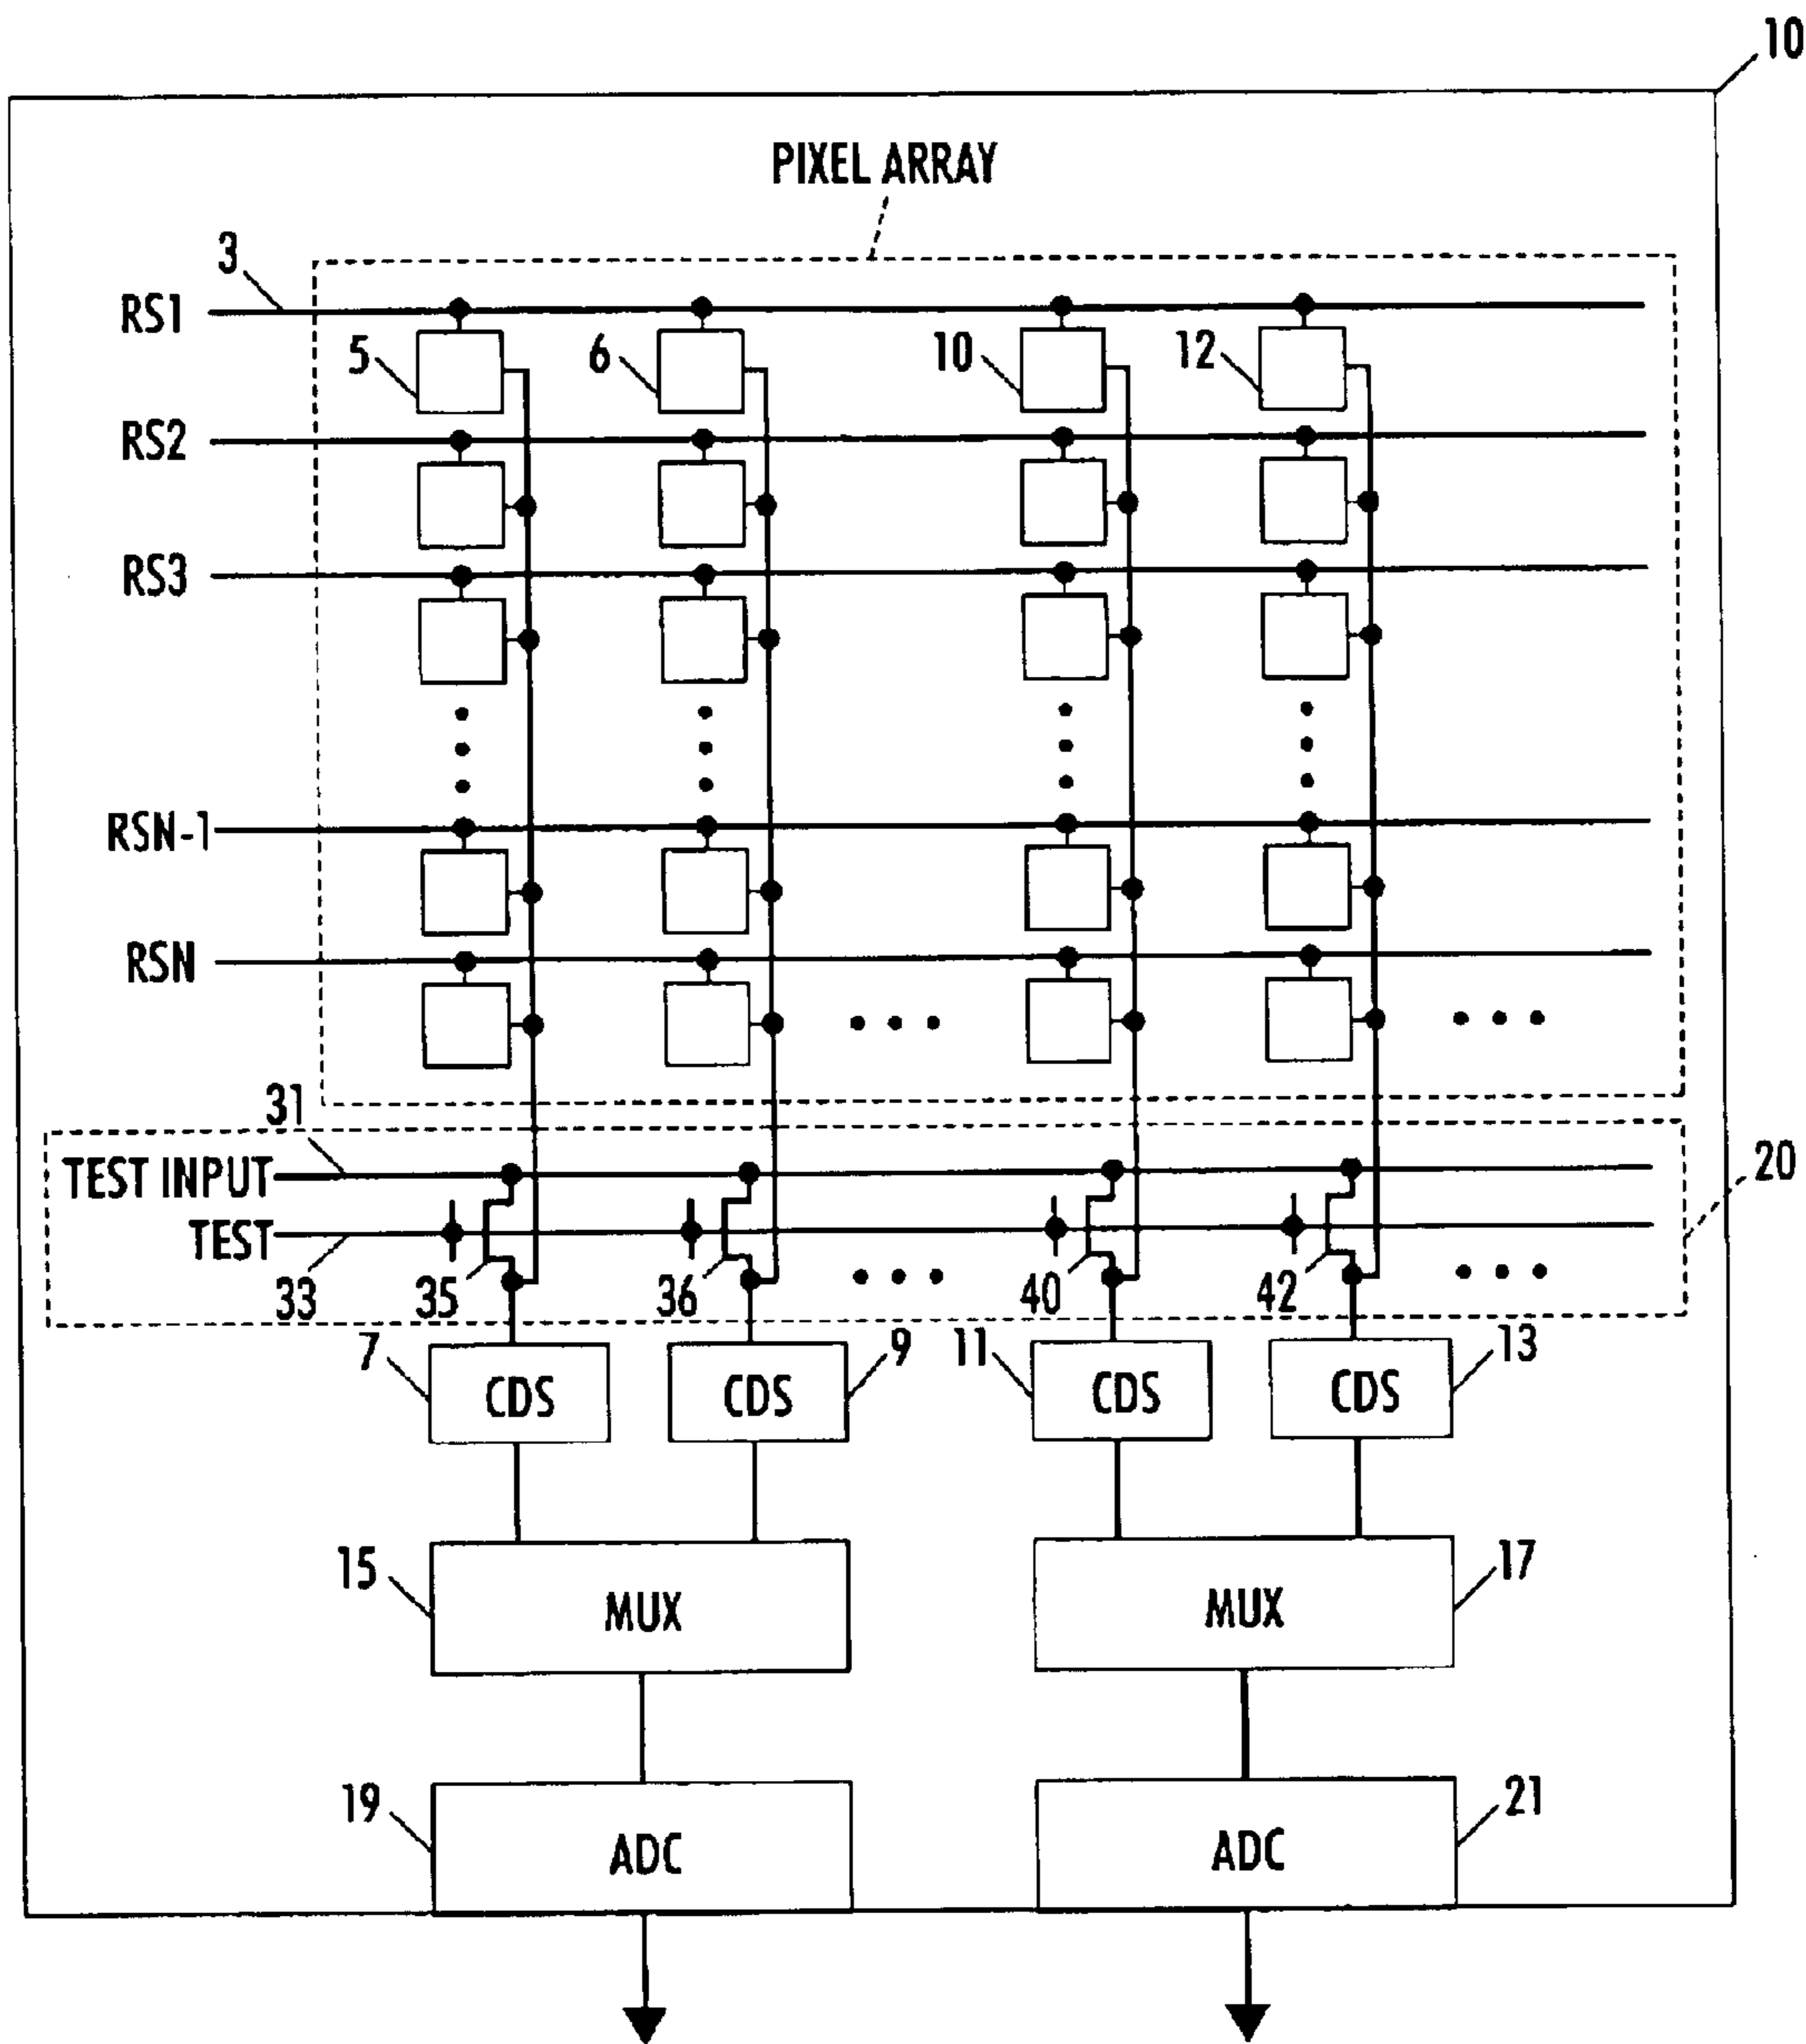 10
PIXEL ARRAY
3
RS1
5
6
10
12
RS2
RS3
RSN-1
RSN
31
TEST INPUT
20
TEST
33
35
36
40
42
7
CDS
CDS
9
11
CDS
CDS
13
15
MUX
MUX
17
19
ADC
ADC
21